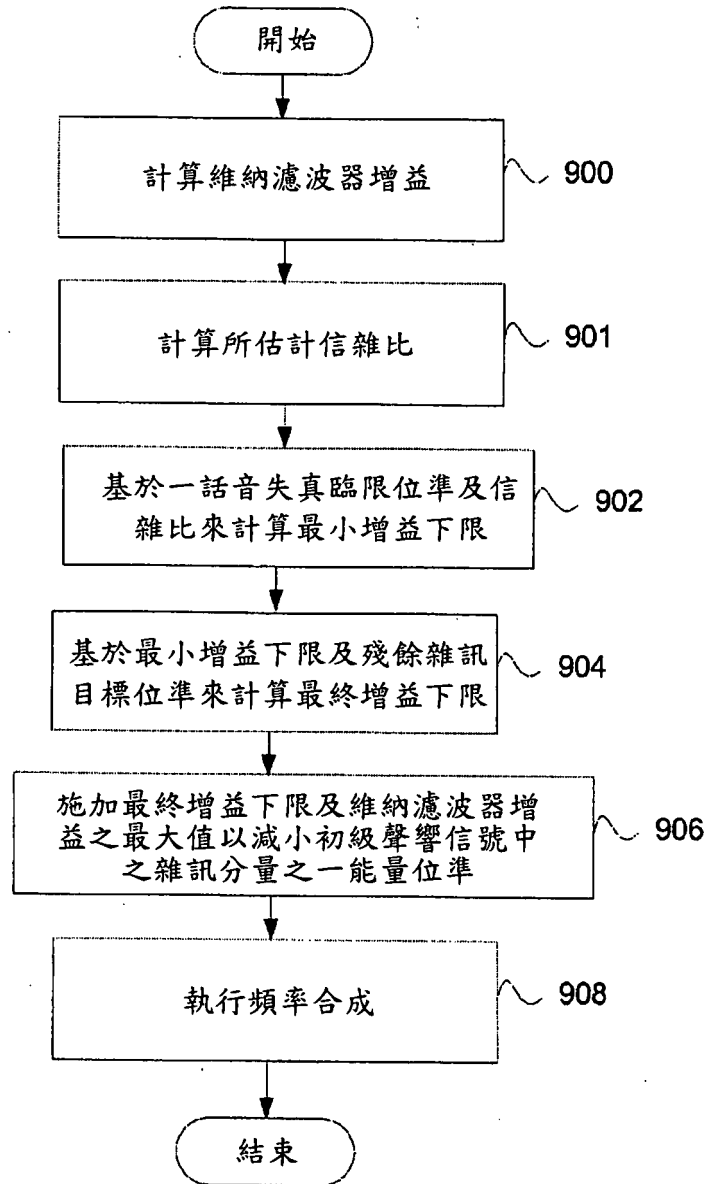 開始
計算維納濾波器增益
900
計算所估計信雜比
901
基於一話音失真臨限位準及信
雜比來計算最小增益下限
902
基於最小增益下限及殘餘雜訊
目標位準來計算最終增益下限
904
施加最終增益下限及維納濾波器增
益之最大值以減小初級聲響信號中
之雜訊分量之一能量位準
906
執行頻率合成
908
結束